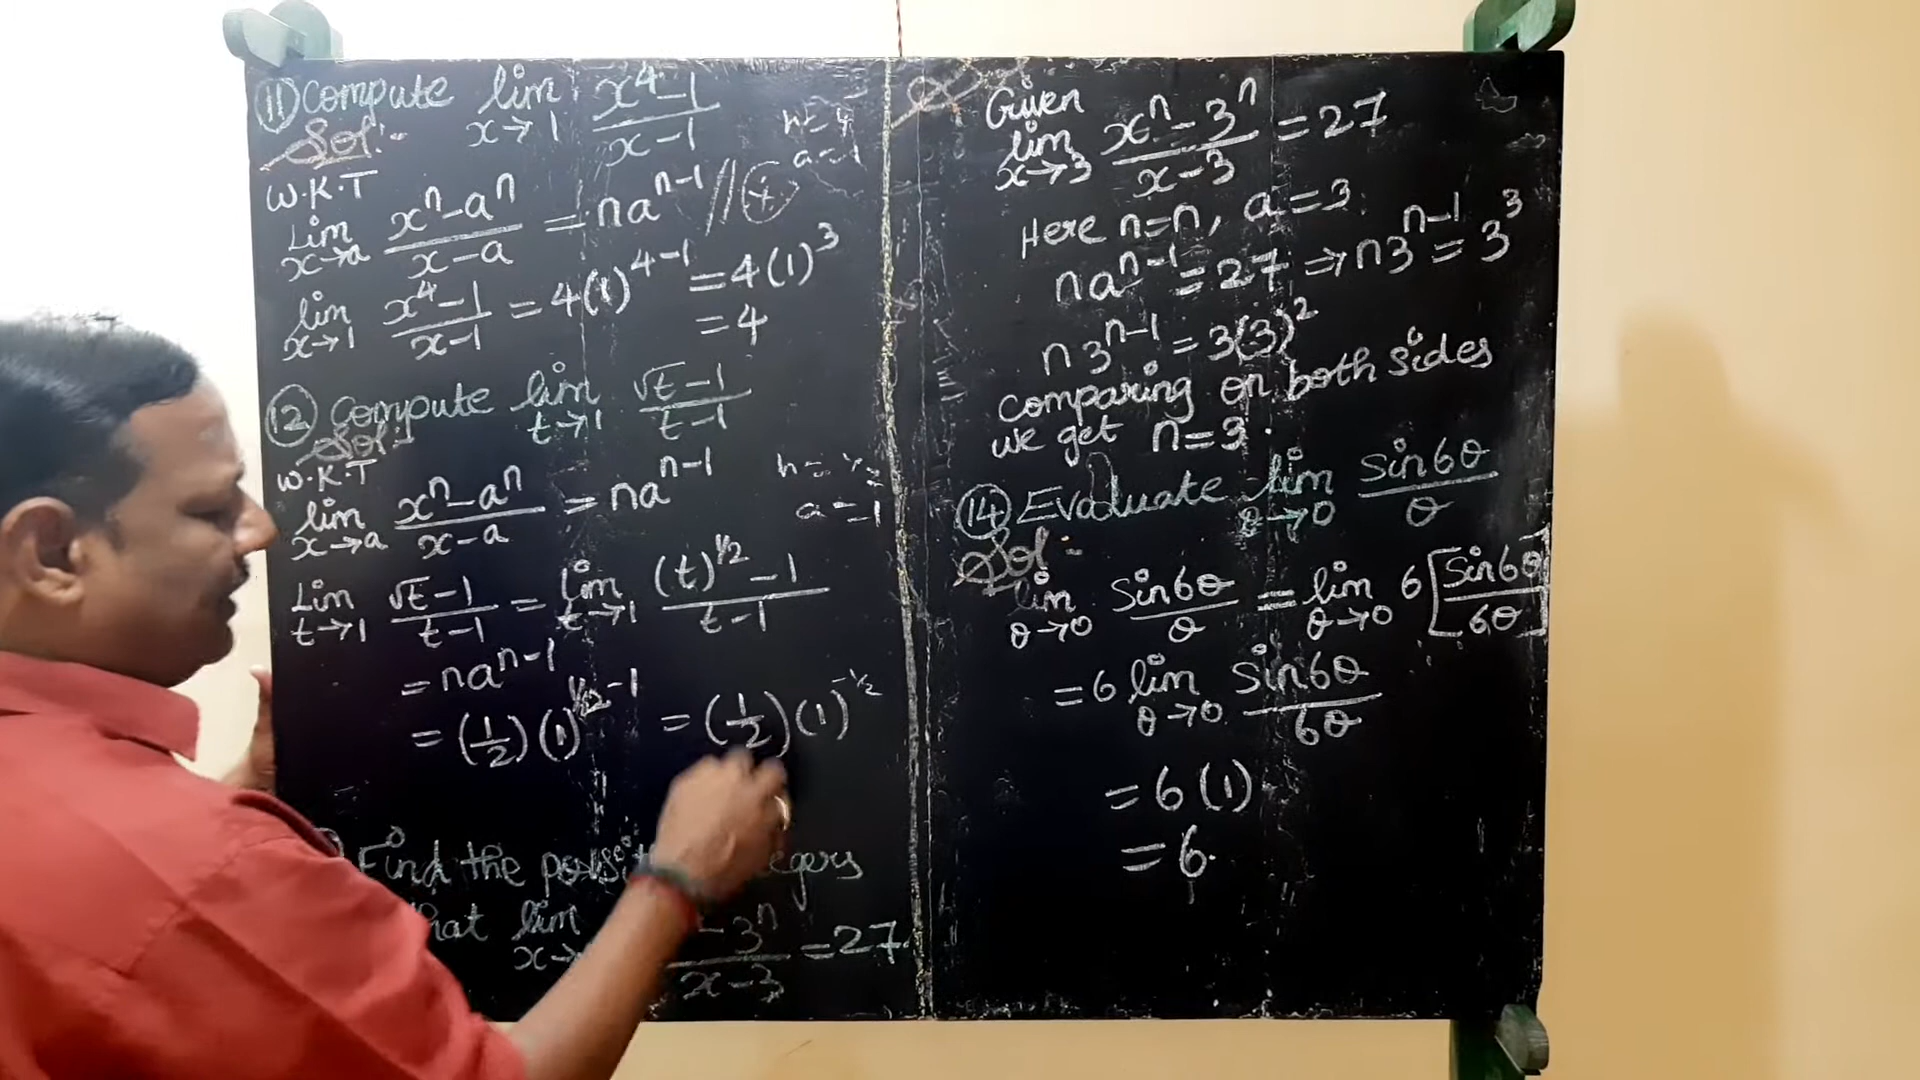 11 Compute lim x→1 x⁴-1/x-1
Sol:-
n=4
a=1
W.K.T
Lim x→a xⁿ-aⁿ/x-a = naⁿ⁻¹ //
lim x→1 x⁴-1/x-1 = 4(1)⁴⁻¹ = 4(1)³
= 4
12 Compute lim t→1 √t-1/t-1
Sol:-
W.K.T
lim x→a xⁿ-aⁿ/x-a = naⁿ⁻¹
n=½
a=1
Lim t→1 √t-1/t-1 = Lim t→1 (t)^½-1/t-1
= naⁿ⁻¹
= (1/2)(1)^½-1 = (1/2)(1)^-½
Find the
that lim x→ - 3ⁿ/x-3 = 27
Sol
Given
lim x→3 xⁿ-3ⁿ/x-3 = 27
Here n=n, a=3
naⁿ⁻¹ = 27 ⇒ n3ⁿ⁻¹ = 3³
n3ⁿ⁻¹ = 3(3)²
comparing on both sides
we get n=3.
14 Evaluate lim θ→0 sin6θ/θ
Sol:-
lim θ→0 sin6θ/θ = lim θ→0 6[sin6θ/6θ]
= 6 lim θ→0 sin6θ/6θ
= 6(1)
= 6.